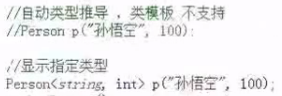 //自动类型推导 , 类模板 不支持
//Person p("孙悟空", 100):
//显示指定类型
Person<string, int> p("孙悟空", 100);